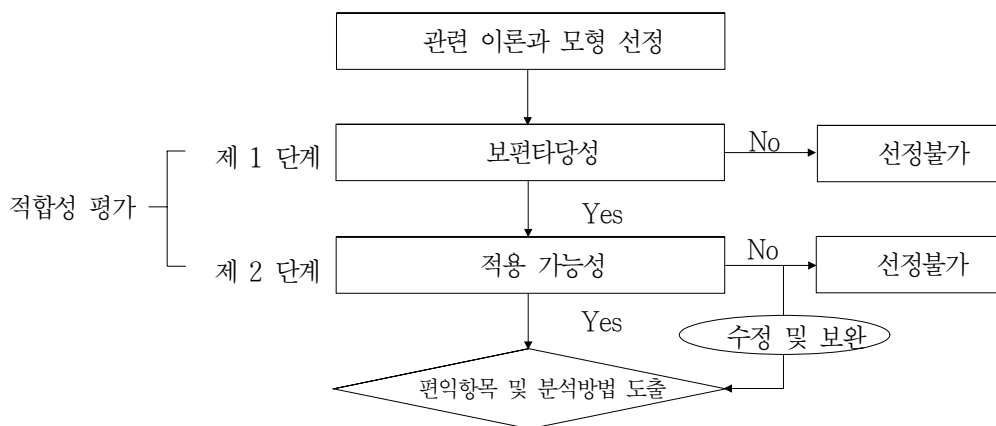 관련 이론과 모형 선정
제 1 단계
보편타당성
No
선정불가
적합성 평가
Yes
제 2 단계
적용 가능성
No
선정불가
Yes
수정 및 보완
편익항목 및 분석방법 도출